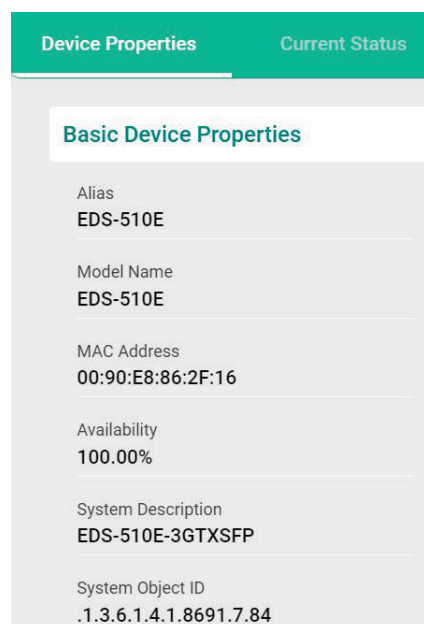 Device Properties Current Status
Basic Device Properties
Alias
EDS-510E
Model Name
EDS-510E
MAC Address
00:90:E8:86:2F:16
Availability
100.00%
System Description
EDS-510E-3GTXSFP
System Object ID
.1.3.6.1.4.1.8691.7.84